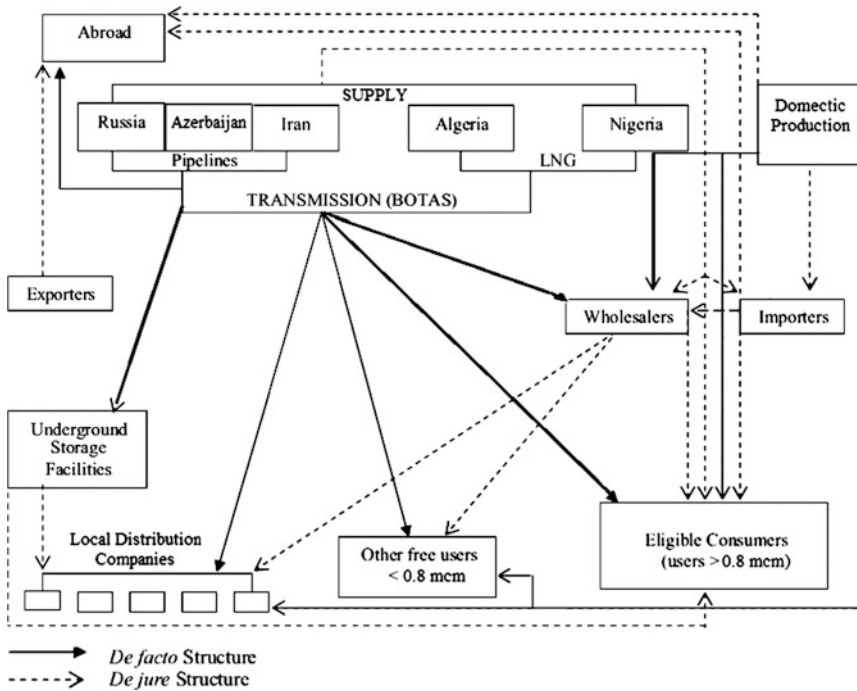 Abroad
SUPPLY
Russia
Azerbaijan
Iran
Algeria
Nigeria
Domectic
Production
Pipelines
LNG
TRANSMISSION (BOTAS)
Exporters
Wholesalers
Importers
Underground
Storage
Facilities
Local Distribution
Companies
Other free users
< 0.8 mcm
Eligible Consumers
(users > 0.8 mcm)
De facto Structure
De jure Structure